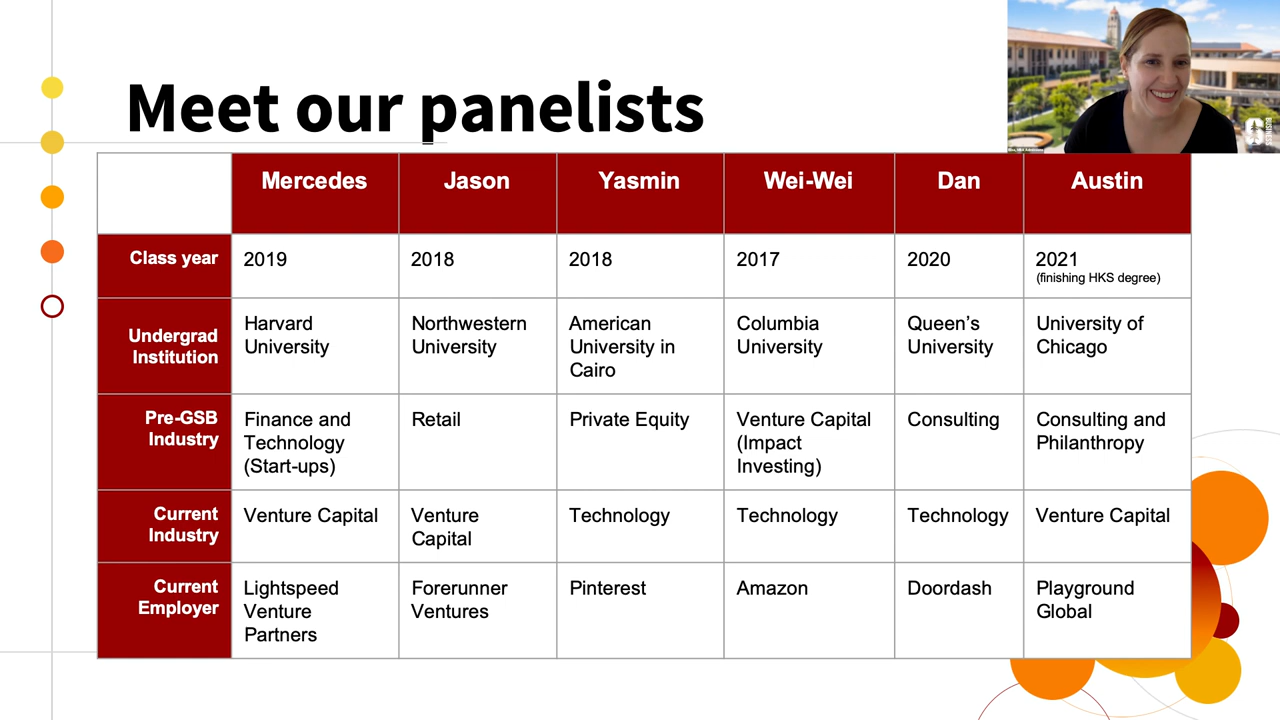 Meet our panelists
BUSINESS
Mercedes
Jason
Yasmin
Wei-Wei
Dan
Austin
Class year
2019
2018
2018
2017
2020
2021
(finishing HKS degree)
Undergrad
Institution
Harvard
University
Northwestern
University
American
University in
Cairo
Columbia
University
Queen's
University
University of
Chicago
Pre-GSB
Industry
Finance and
Technology
(Start-ups)
Retail
Private Equity
Venture Capital
(Impact
Investing)
Consulting
Consulting and
Philanthropy
Current
Industry
Venture Capital
Venture
Capital
Technology
Technology
Technology
Venture Capital
Current
Employer
Lightspeed
Venture
Partners
Forerunner
Ventures
Pinterest
Amazon
Doordash
Playground
Global